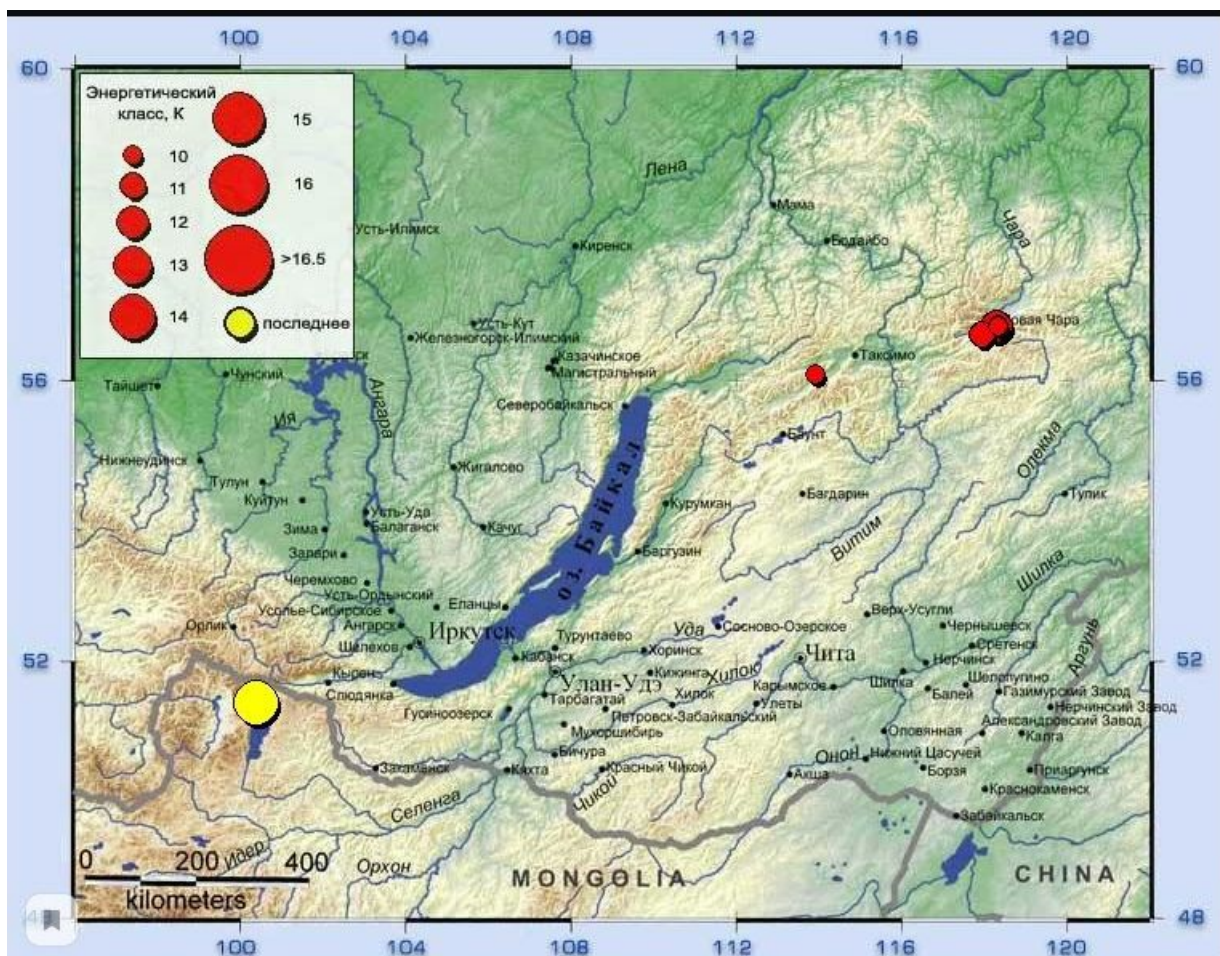 100 104 108 112 116 120
60 60
Энергетический
класс, К
10
11
12
13
14
15
16
>16.5
последнее
Лена
Мама
Чара
Усть-Илимск
Киренск
Бодайбо
Усть-Кут
овая Чара
Железногорск-Илимский
Казачинское
Магистральный
Таксимо
56 56
Тайшет
Чунский
Ангара
Северобайкальск
Ия
Баунт
Олекма
Нижнеудинск
Жигалово
Тулун
Куйтун
Курумкан
Багдарин
Тупик
Усть-Уда
Балаганск
Зима
Качуг
оз. Байкал
Витим
Залари
Баргузин
Шилка
Черемхово
Усть-Ордынский
Усолье-Сибирское
Еланцы
Верх-Усугли
Орлик
Ангарск
Иркутск
Турунтаево
Уда
Сосново-Озерское
Чернышевск
Аргунь
Шелехов
Кабанск
Хоринск
Чита
Сретенск
52 52
Нерчинск
Кырен
Улан-Удэ
Кижинга
Хилок
Карымское
Шилка
Шелопугино
Слюдянка
Тарбагатай
Хилок
Балей
Газимурский Завод
Гусиноозерск
Петровск-Забайкальский
Улеты
Нерчинский Завод
Александровский Завод
Мухоршибирь
Оловянная
Калга
Бичура
Онон
Нижний Цасучей
Закаменск
Кяхта
Красный Чикой
Акша
Борзя
Приаргунск
Чикой
Краснокаменск
Селенга
Забайкальск
Идер
Орхон
0 200 400
kilometers
MONGOLIA
CHINA
48
100 104 108 112 116 120